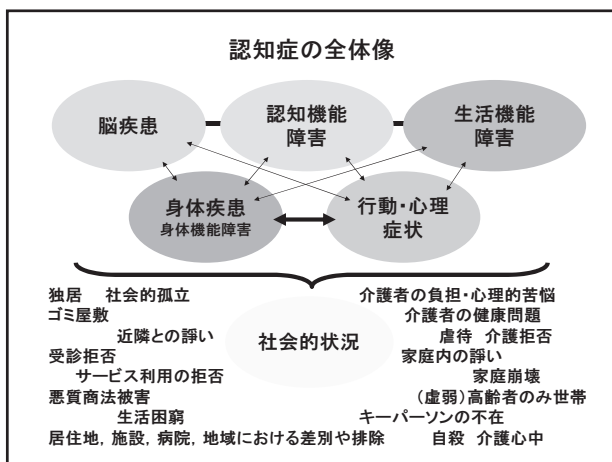 認知症の全体像
脳疾患
認知機能
障害
生活機能
障害
身体疾患
身体機能障害
行動・心理
症状
社会的状況
独居　社会的孤立
ゴミ屋敷
近隣との諍い
受診拒否
サービス利用の拒否
悪質商法被害
生活困窮
居住地, 施設, 病院, 地域における差別や排除
介護者の負担・心理的苦悩
介護者の健康問題
虐待　介護拒否
家庭内の諍い
家庭崩壊
（虚弱）高齢者のみ世帯
キーパーソンの不在
自殺　介護心中